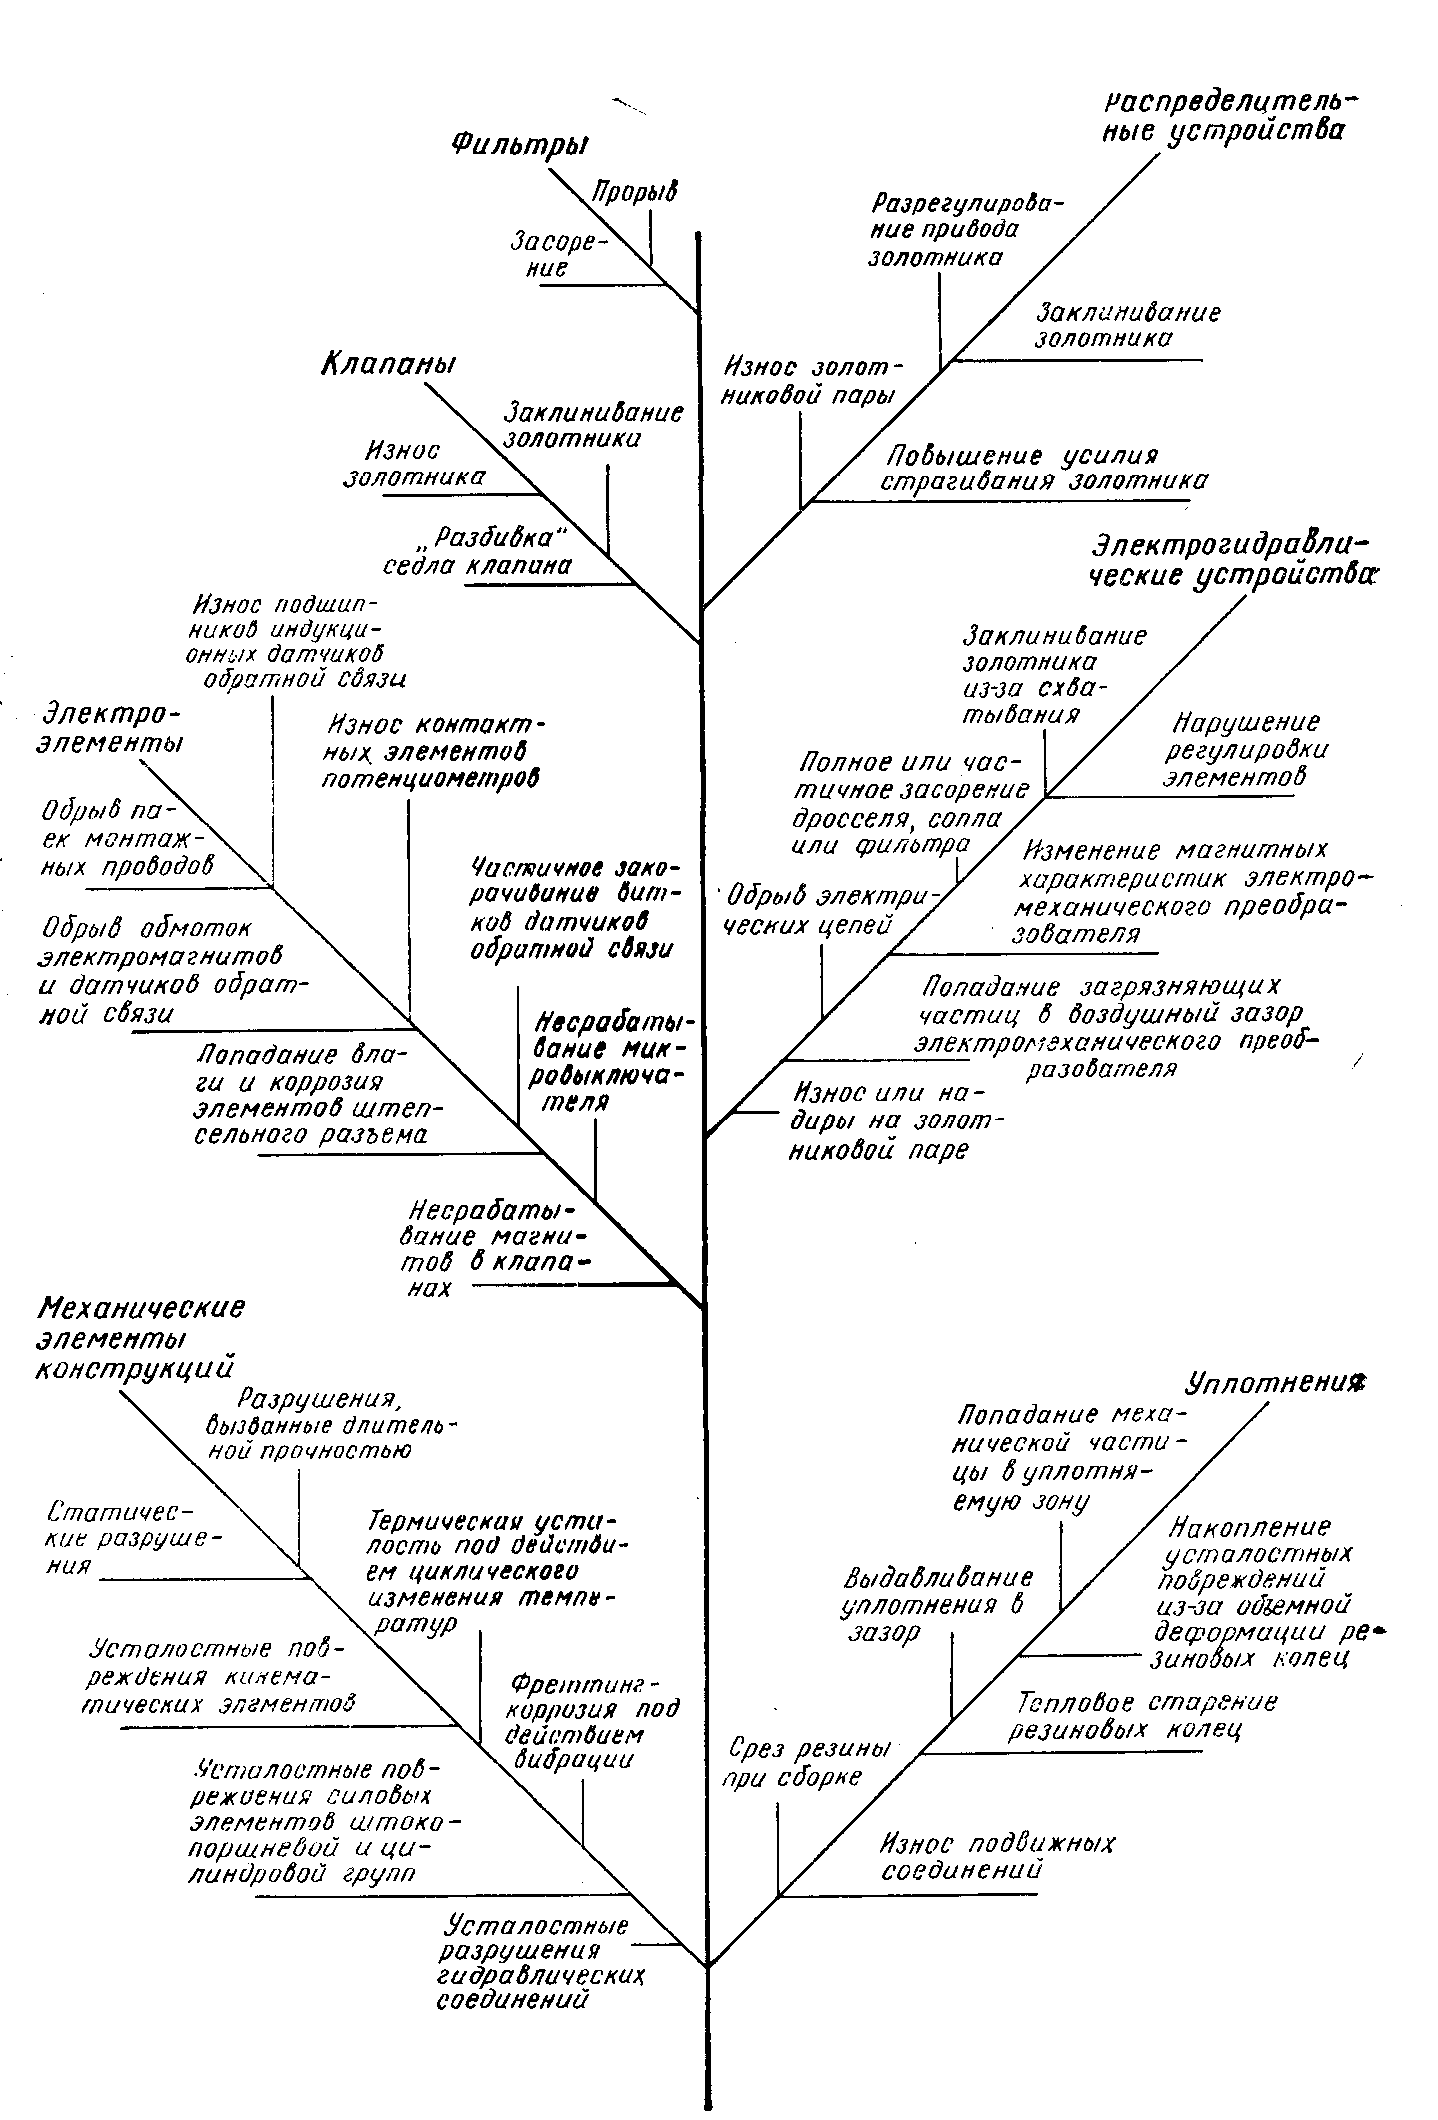 Фильтры
Прорыв
Засоре-
ние
Распределитель-
ные устройства
Разрегулирова-
ние привода
золотника
Заклинивание
золотника
Износ золот-
никовой пары
Повышение усилия
страгивания золотника
Клапаны
Заклинивание
золотника
Износ
золотника
„Разбивка“
седла клапина
Электрогидравли-
ческие устройства
Заклинивание
золотника
из-за схва-
тывания
Нарушение
регулировки
элементов
Полное или час-
тичное засорение
дросселя, сопла
или фильтра
Изменение магнитных
характеристик электро-
механического преобра-
зователя
Обрыв электри-
ческих цепей
Попадание загрязняющих
частиц в воздушный зазор
электромеханического преоб-
разователя
Износ или на-
диры на золот-
никовой паре
Электро-
элементы
Износ подшип-
ников индукци-
онных датчиков
обратной связи
Износ контакт-
ных элементов
потенциометров
Обрыв па-
ек монтаж-
ных проводов
Частичное зако-
рачивание вит-
ков датчиков
обратной связи
Обрыв обмоток
электромагнитов
и датчиков обрат-
ной связи
Несрабаты-
вание мик-
ровыключа-
теля
Попадание вла-
ги и коррозия
элементов штеп-
сельного разъема
Несрабаты-
вание магни-
тов в клапа-
нах
Механические
элементы
конструкций
Разрушения,
вызванные длитель-
ной прочностью
Статичес-
кие разруше-
ния
Термическая уста-
лость под действи-
ем циклического
изменения темпе-
ратур
Усталостные пов-
реждения кинема-
тических элементов
Фреттинг-
коррозия под
действием
вибрации
Усталостные пов-
реждения силовых
элементов штоко-
поршневой и ци-
линдровой групп
Усталостные
разрушения
гидравлических
соединений
Уплотнения
Попадание меха-
нической части-
цы в уплотня-
емую зону
Накопление
усталостных
повреждений
из-за объемной
деформации ре-
зиновых колец
Выдавливание
уплотнения в
зазор
Тепловое старение
резиновых колец
Срез резины
при сборке
Износ подвижных
соединений